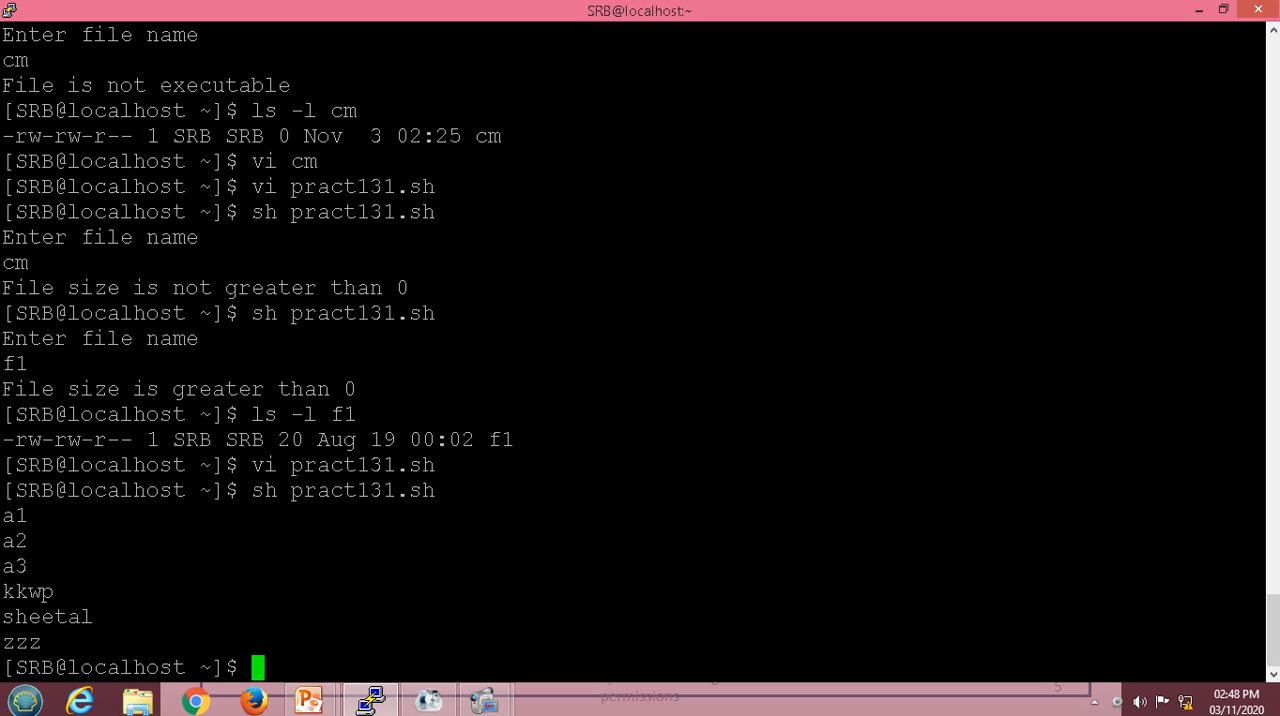 SRB@localhost:~
Enter file name
cm
File is not executable
[SRB@localhost ~]$ ls -l cm
-rw-rw-r-- 1 SRB SRB 0 Nov  3 02:25 cm
[SRB@localhost ~]$ vi cm
[SRB@localhost ~]$ vi pract131.sh
[SRB@localhost ~]$ sh pract131.sh
Enter file name
cm
File size is not greater than 0
[SRB@localhost ~]$ sh pract131.sh
Enter file name
f1
File size is greater than 0
[SRB@localhost ~]$ ls -l f1
-rw-rw-r-- 1 SRB SRB 20 Aug 19 00:02 f1
[SRB@localhost ~]$ vi pract131.sh
[SRB@localhost ~]$ sh pract131.sh
a1
a2
a3
kkwp
sheetal
zzz
[SRB@localhost ~]$
permissions
5
02:48 PM
03/11/2020